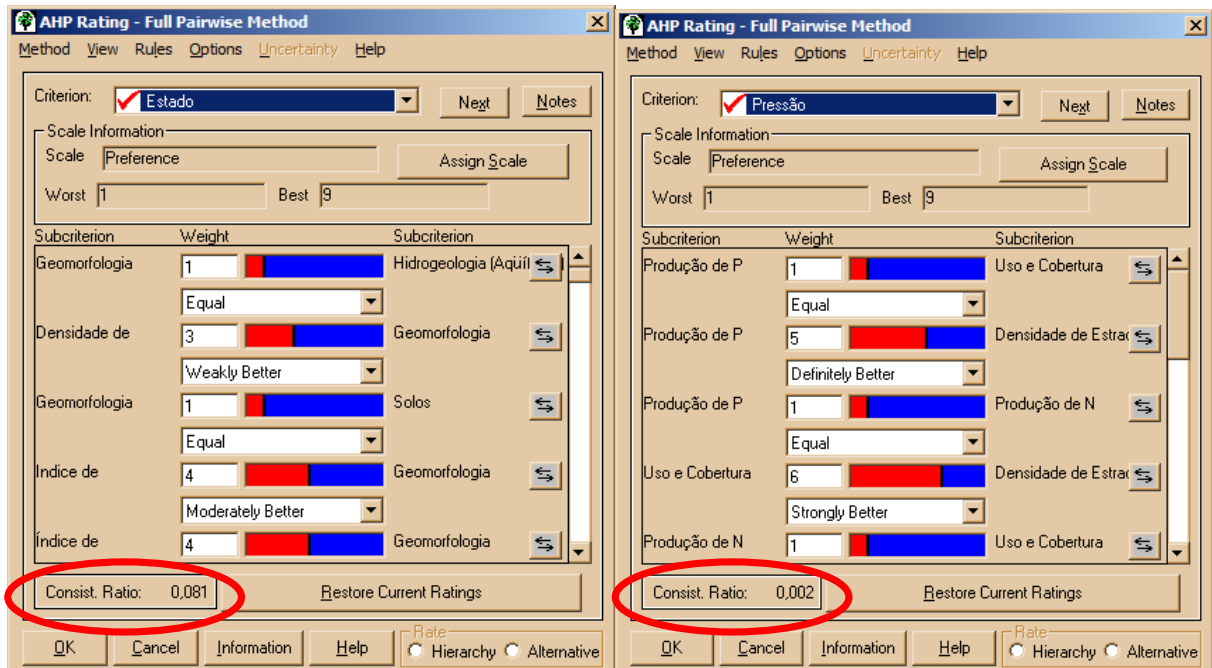 AHP Rating - Full Pairwise Method
Method View Rules Options Uncertainty Help
Criterion: Estado Next Notes
Scale Information
Scale Preference Assign Scale
Worst 1 Best 9
Subcriterion Weight Subcriterion
Geomorfologia 1 Hidrogeologia (Aqüíf
Equal
Densidade de 3 Geomorfologia
Weakly Better
Geomorfologia 1 Solos
Equal
Indice de 4 Geomorfologia
Moderately Better
Índice de 4 Geomorfologia
Consist. Ratio: 0,081 Restore Current Ratings
OK Cancel Information Help Rate Hierarchy Alternative
AHP Rating - Full Pairwise Method
Method View Rules Options Uncertainty Help
Criterion: Pressão Next Notes
Scale Information
Scale Preference Assign Scale
Worst 1 Best 9
Subcriterion Weight Subcriterion
Produção de P 1 Uso e Cobertura
Equal
Produção de P 5 Densidade de Estrac
Definitely Better
Produção de P 1 Produção de N
Equal
Uso e Cobertura 6 Densidade de Estrac
Strongly Better
Produção de N 1 Uso e Cobertura
Consist. Ratio: 0,002 Restore Current Ratings
OK Cancel Information Help Rate Hierarchy Alternative